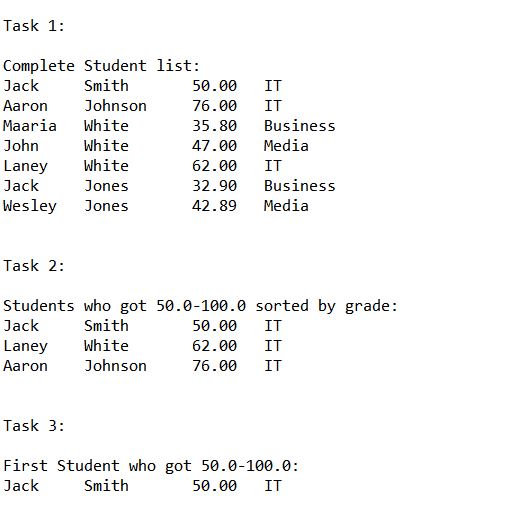 Task 1:
Complete Student list:
Jack Smith 50.00 IT
Aaron Johnson 76.00 IT
Maaria White 35.80 Business
John White 47.00 Media
Laney White 62.00 IT
Jack Jones 32.90 Business
Wesley Jones 42.89 Media
Task 2:
Students who got 50.0-100.0 sorted by grade:
Jack Smith 50.00 IT
Laney White 62.00 IT
Aaron Johnson 76.00 IT
Task 3:
First Student who got 50.0-100.0:
Jack Smith 50.00 IT